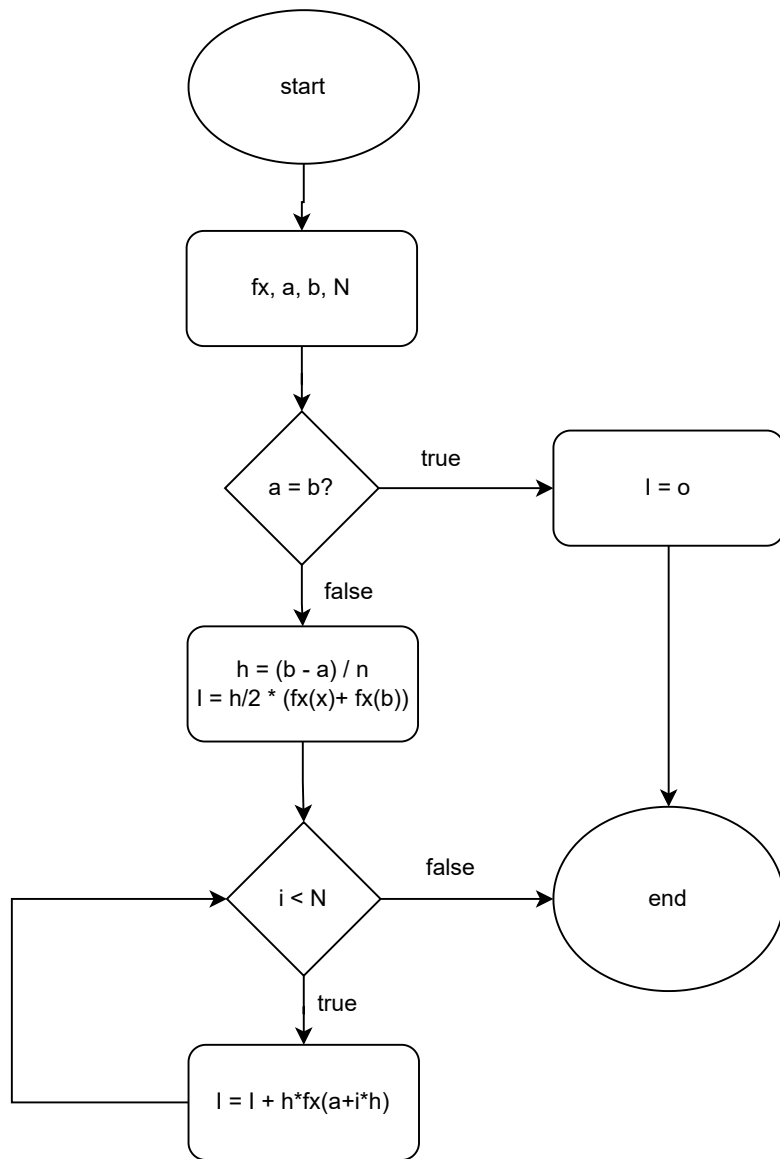 start
fx, a, b, N
a = b?
true
I = o
false
h = (b - a) / n
I = h/2 * (fx(x)+ fx(b))
i < N
false
end
true
I = I + h*fx(a+i*h)